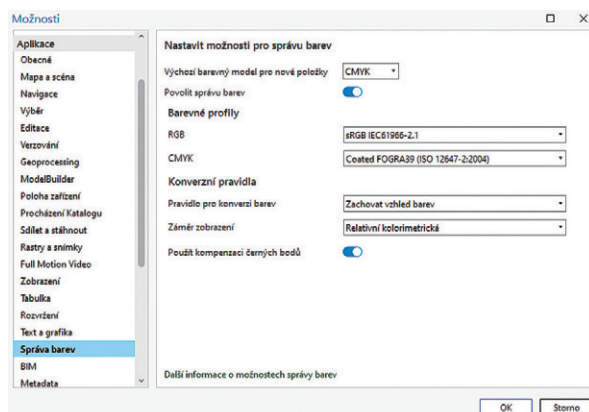 Možnosti
Aplikace
Obecné
Mapa a scéna
Navigace
Výběr
Editace
Verzování
Geoprocessing
ModelBuilder
Poloha zařízení
Procházení Katalogu
Sdílet a stáhnout
Rastry a snímky
Full Motion Video
Zobrazení
Tabulka
Rozvržení
Text a grafika
Správa barev
BIM
Metadata
Nastavit možnosti pro správu barev
Výchozí barevný model pro nové položky CMYK
Povolit správu barev
Barevné profily
RGB sRGB IEC61966-2.1
CMYK Coated FOGRA39 (ISO 12647-2:2004)
Konverzní pravidla
Pravidlo pro konverzi barev Zachovat vzhled barev
Záměr zobrazení Relativní kolorimetrická
Použít kompenzaci černých bodů
Další informace o možnostech správy barev
OK Storno